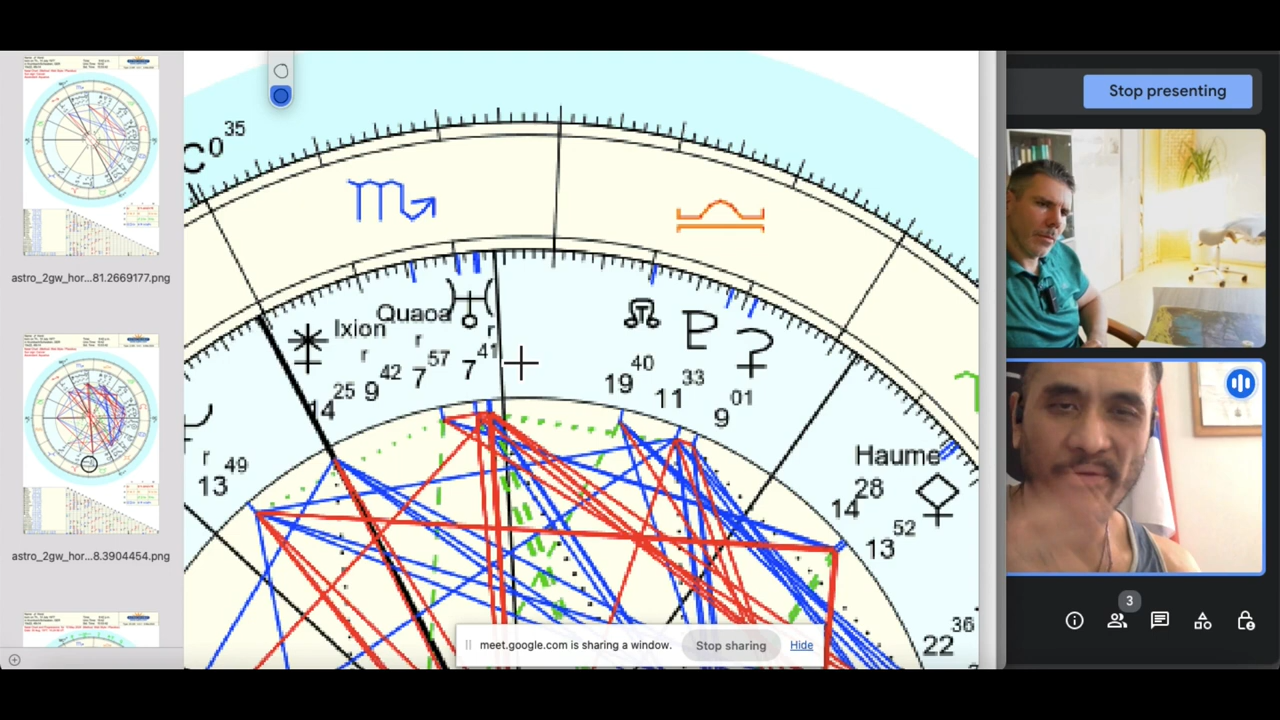 Stop presenting
astro_2gw_hor...81.2669177.png
astro_2gw_hor...8.3904454.png
C 0 35
Quaoa
Ixion
r
r
r
14 25
9 42
7 57
7 41
19 40
11 33
9 01
r
13 49
Haume
14 28
13 52
22 36
3
meet.google.com is sharing a window.
Stop sharing
Hide